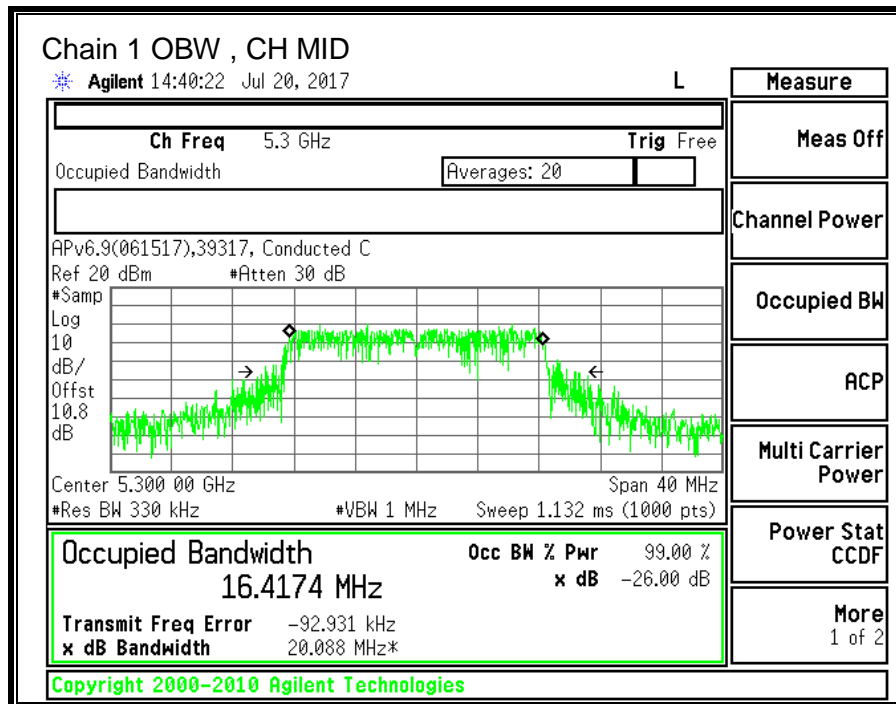 Chain 1 OBW , CH MID
Agilent 14:40:22 Jul 20, 2017 L
Measure
Ch Freq 5.3 GHz Trig Free
Occupied Bandwidth Averages: 20
APv6.9(061517),39317, Conducted C
Ref 20 dBm #Atten 30 dB
#Samp
Log
10
dB/
Offst
10.8
dB
Center 5.300 00 GHz Span 40 MHz
#Res BW 330 kHz #VBW 1 MHz Sweep 1.132 ms (1000 pts)
Occupied Bandwidth Occ BW % Pwr 99.00 %
16.4174 MHz x dB -26.00 dB
Transmit Freq Error -92.931 kHz
x dB Bandwidth 20.088 MHz*
Meas Off
Channel Power
Occupied BW
ACP
Multi Carrier
Power
Power Stat
CCDF
More
1 of 2
Copyright 2000-2010 Agilent Technologies